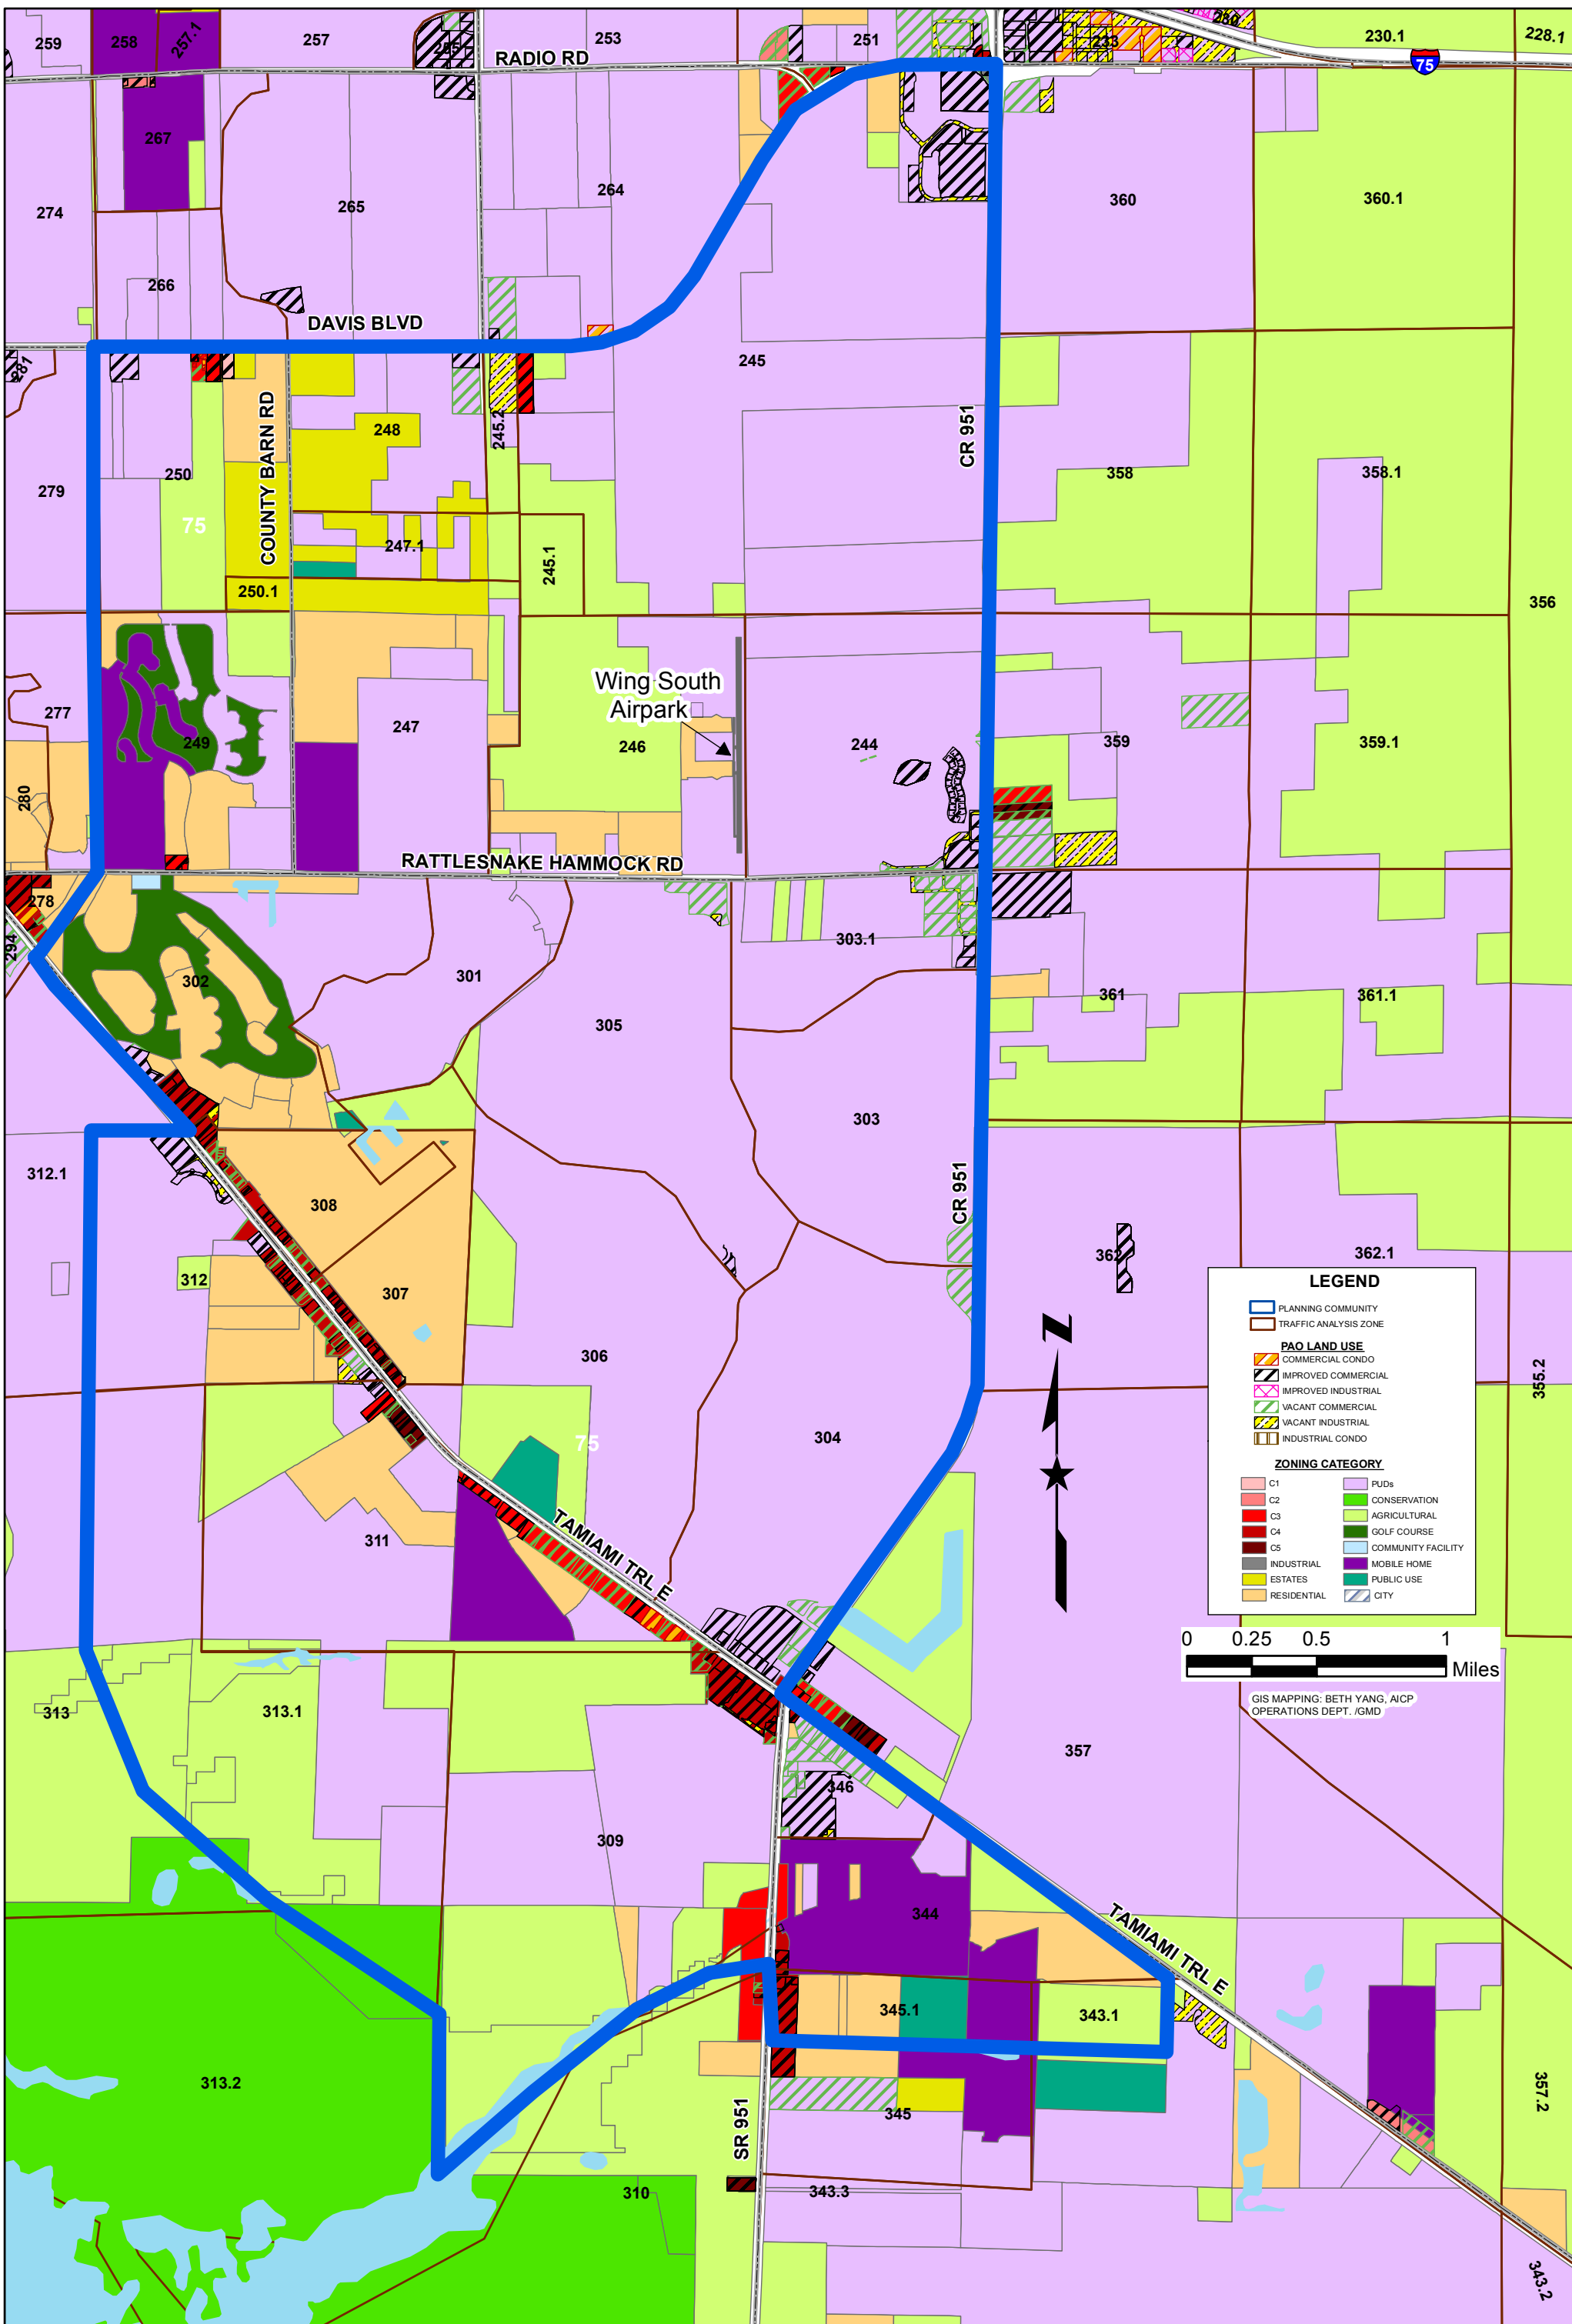 259
258
257.1
257
255
253
251
233
230
230.1
228.1
RADIO RD
75
267
274
265
264
360
360.1
266
DAVIS BLVD
281
245
248
245.2
CR 951
COUNTY BARN RD
279
250
358
358.1
75
247.1
245.1
250.1
356
Wing South
Airpark
277
249
247
246
244
359
359.1
280
RATTLESNAKE HAMMOCK RD
278
294
302
301
303.1
361
361.1
305
303
312.1
308
CR 951
362
362.1
312
307
306
304
355.2
75
311
TAMIAMI TRL E
LEGEND
PLANNING COMMUNITY
TRAFFIC ANALYSIS ZONE
PAO LAND USE
COMMERCIAL CONDO
IMPROVED COMMERCIAL
IMPROVED INDUSTRIAL
VACANT COMMERCIAL
VACANT INDUSTRIAL
INDUSTRIAL CONDO
ZONING CATEGORY
C1
C2
C3
C4
C5
INDUSTRIAL
ESTATES
RESIDENTIAL
PUDs
CONSERVATION
AGRICULTURAL
GOLF COURSE
COMMUNITY FACILITY
MOBILE HOME
PUBLIC USE
CITY
N
0 0.25 0.5 1
Miles
GIS MAPPING: BETH YANG, AICP
OPERATIONS DEPT. /GMD
313
313.1
357
346
309
344
TAMIAMI TRL E
345.1
343.1
313.2
345
357.2
SR 951
310
343.3
343.2